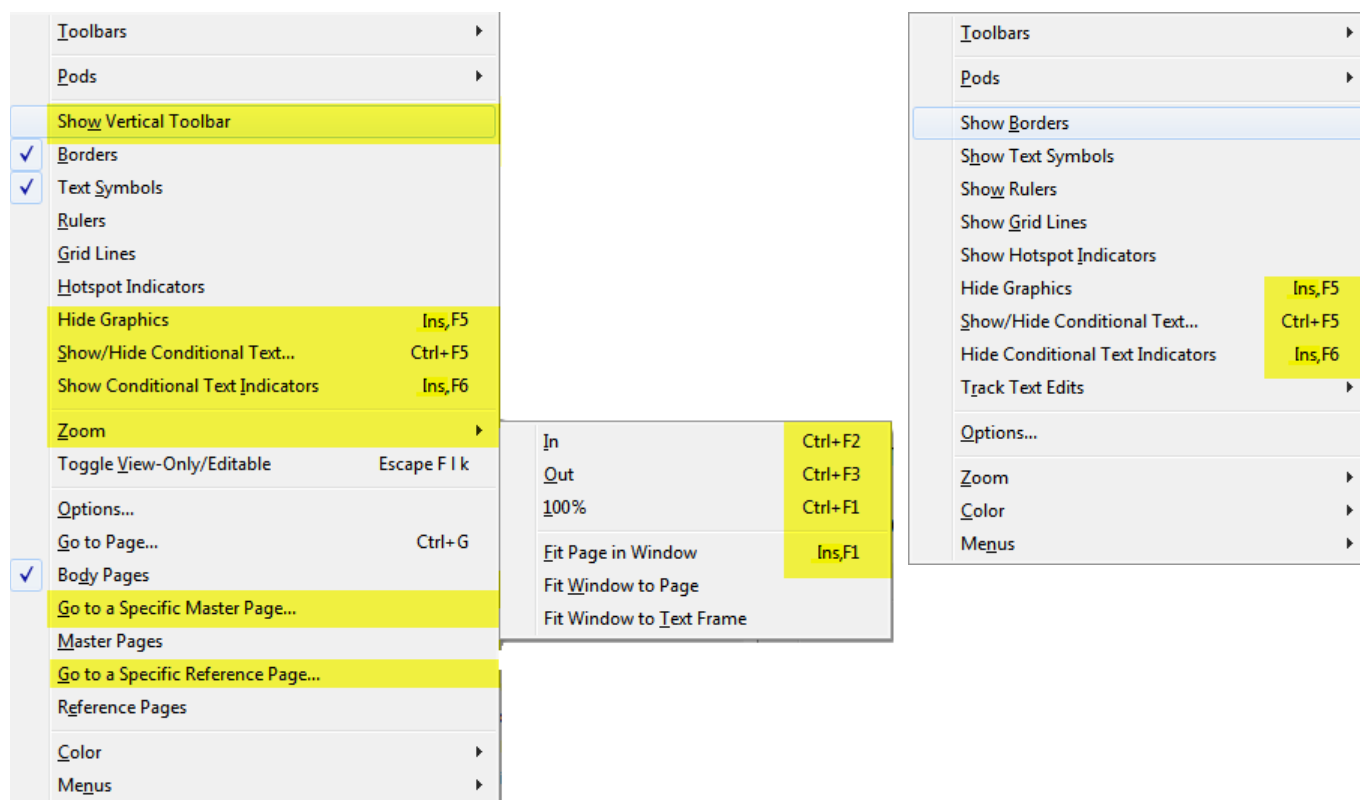 Toolbars
Pods
Show Vertical Toolbar
Borders
Text Symbols
Rulers
Grid Lines
Hotspot Indicators
Hide Graphics Ins,F5
Show/Hide Conditional Text... Ctrl+F5
Show Conditional Text Indicators Ins,F6
Zoom
Toggle View-Only/Editable Escape F l k
Options...
Go to Page... Ctrl+G
Body Pages
Go to a Specific Master Page...
Master Pages
Go to a Specific Reference Page...
Reference Pages
Color
Menus
In Ctrl+F2
Out Ctrl+F3
100% Ctrl+F1
Fit Page in Window Ins,F1
Fit Window to Page
Fit Window to Text Frame
Toolbars
Pods
Show Borders
Show Text Symbols
Show Rulers
Show Grid Lines
Show Hotspot Indicators
Hide Graphics Ins,F5
Show/Hide Conditional Text... Ctrl+F5
Hide Conditional Text Indicators Ins,F6
Track Text Edits
Options...
Zoom
Color
Menus